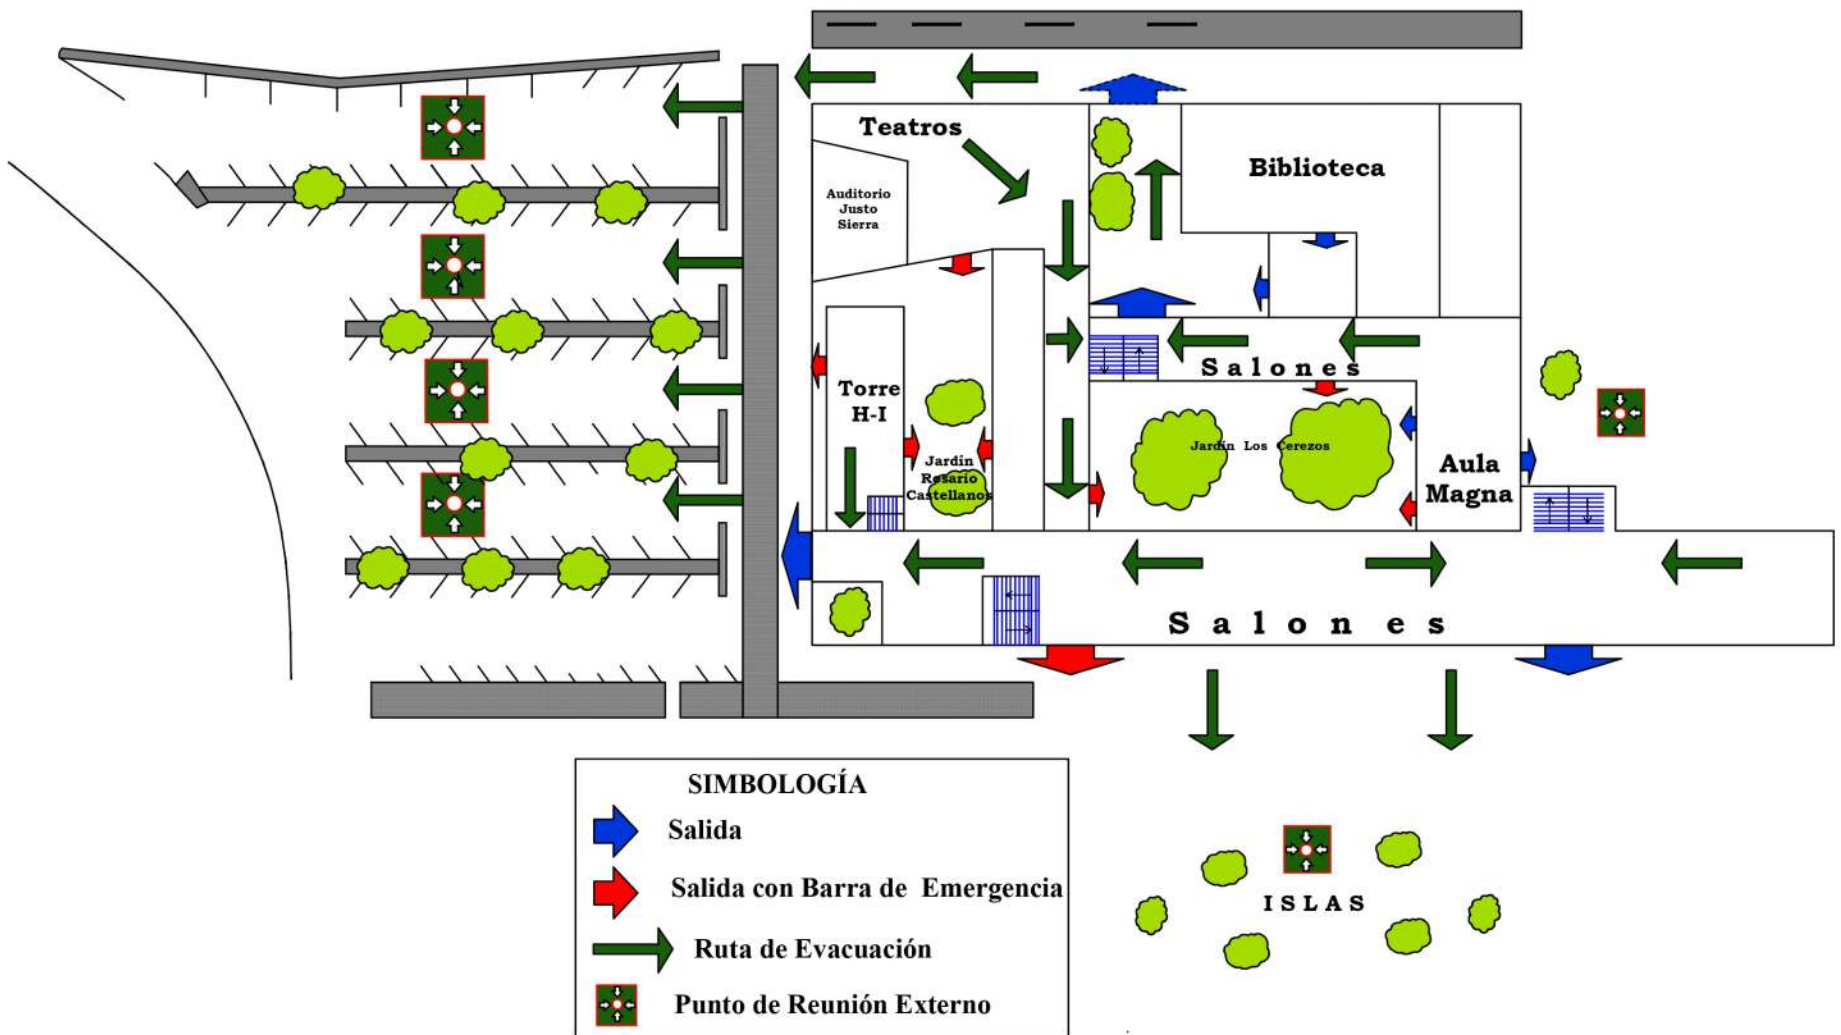 Teatros
Biblioteca
Auditorio
Justo
Sierra
Salones
Torre
H-I
Jardín Los Cerezos
Jardín
Rosario
Castellanos
Aula
Magna
Salones
SIMBOLOGÍA
Salida
Salida con Barra de Emergencia
Ruta de Evacuación
Punto de Reunión Externo
ISLAS